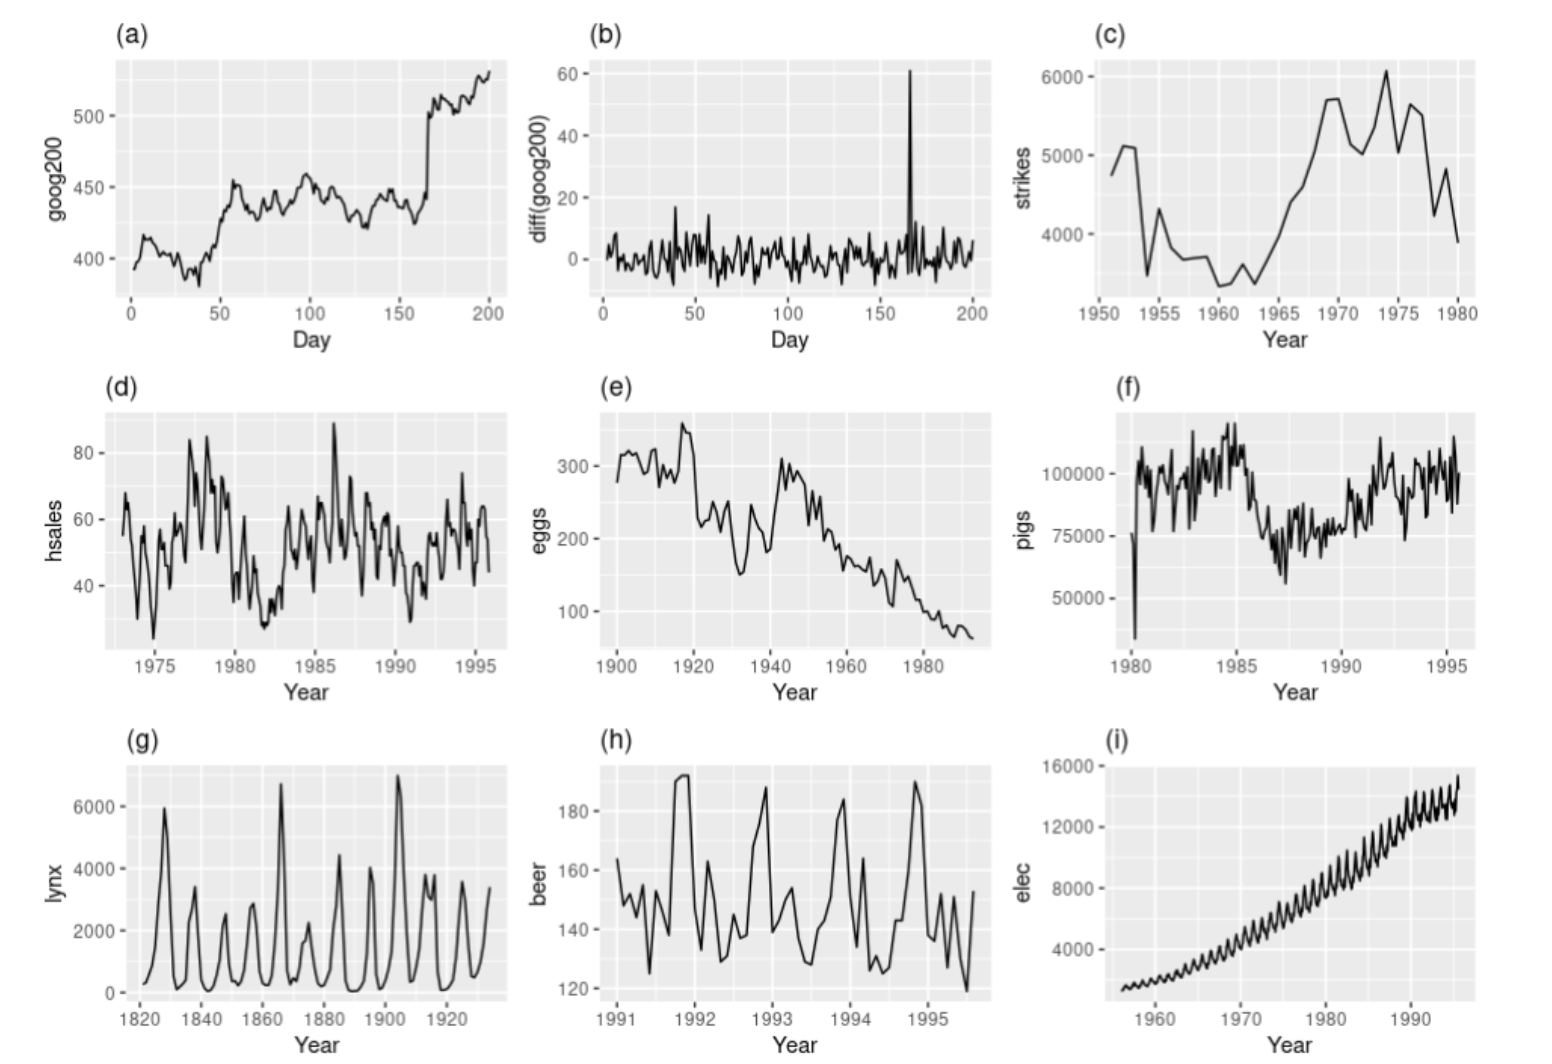 (a)
goog200
500
450
400
0 50 100 150 200
Day
(b)
diff(goog200)
60
40
20
0
0 50 100 150 200
Day
(c)
strikes
6000
5000
4000
1950 1955 1960 1965 1970 1975 1980
Year
(d)
hsales
80
60
40
1975 1980 1985 1990 1995
Year
(e)
eggs
300
200
100
1900 1920 1940 1960 1980
Year
(f)
pigs
100000
75000
50000
1980 1985 1990 1995
Year
(g)
lynx
6000
4000
2000
0
1820 1840 1860 1880 1900 1920
Year
(h)
beer
180
160
140
120
1991 1992 1993 1994 1995
Year
(i)
elec
16000
12000
8000
4000
1960 1970 1980 1990
Year